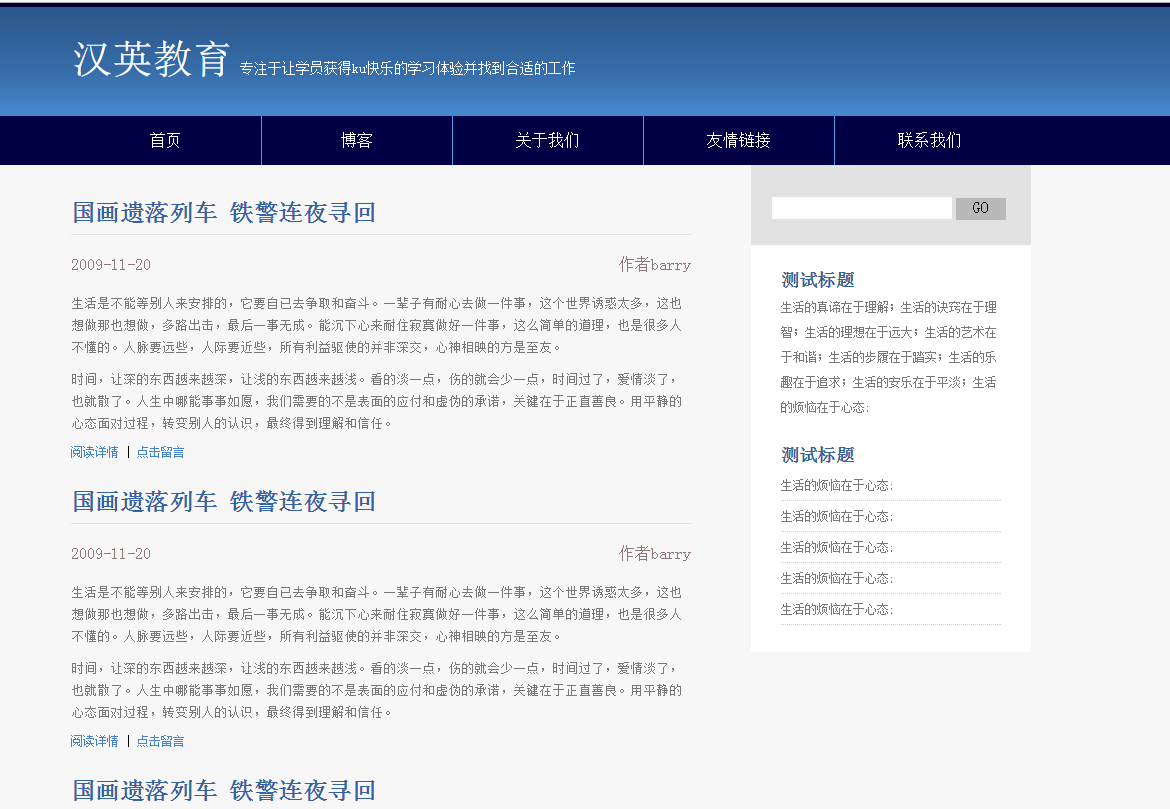 汉英教育 专注于让学员获得ku快乐的学习体验并找到合适的工作
首页 博客 关于我们 友情链接 联系我们
国画遗落列车 铁警连夜寻回
2009-11-20 作者barry
生活是不能等别人来安排的，它要自已去争取和奋斗。一辈子有耐心去做一件事，这个世界诱惑太多，这也
想做那也想做，多路出击，最后一事无成。能沉下心来耐住寂寞做好一件事，这么简单的道理，也是很多人
不懂的。人脉要远些，人际要近些，所有利益驱使的并非深交，心神相映的方是至友。
时间，让深的东西越来越深，让浅的东西越来越浅。看的淡一点，伤的就会少一点，时间过了，爱情淡了，
也就散了。人生中哪能事事如愿，我们需要的不是表面的应付和虚伪的承诺，关键在于正直善良。用平静的
心态面对过程，转变别人的认识，最终得到理解和信任。
阅读详情 | 点击留言
国画遗落列车 铁警连夜寻回
2009-11-20 作者barry
生活是不能等别人来安排的，它要自已去争取和奋斗。一辈子有耐心去做一件事，这个世界诱惑太多，这也
想做那也想做，多路出击，最后一事无成。能沉下心来耐住寂寞做好一件事，这么简单的道理，也是很多人
不懂的。人脉要远些，人际要近些，所有利益驱使的并非深交，心神相映的方是至友。
时间，让深的东西越来越深，让浅的东西越来越浅。看的淡一点，伤的就会少一点，时间过了，爱情淡了，
也就散了。人生中哪能事事如愿，我们需要的不是表面的应付和虚伪的承诺，关键在于正直善良。用平静的
心态面对过程，转变别人的认识，最终得到理解和信任。
阅读详情 | 点击留言
国画遗落列车 铁警连夜寻回
GO
测试标题
生活的真谛在于理解；生活的诀窍在于理
智；生活的理想在于远大；生活的艺术在
于和谐；生活的步履在于踏实；生活的乐
趣在于追求；生活的安乐在于平淡；生活
的烦恼在于心态;
测试标题
生活的烦恼在于心态;
生活的烦恼在于心态;
生活的烦恼在于心态;
生活的烦恼在于心态;
生活的烦恼在于心态;